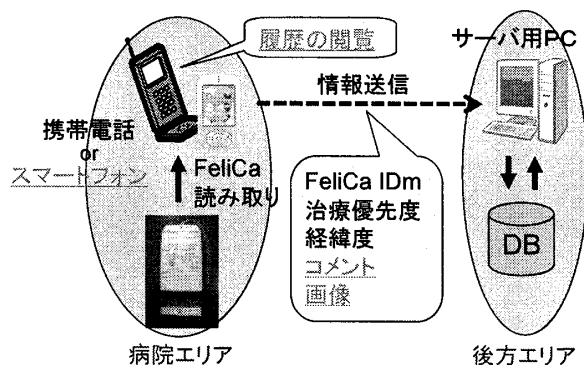 履歴の閲覧
サーバ用PC
情報送信
携帯電話
or
スマートフォン
FeliCa
読み取り
FeliCa IDm
治療優先度
経緯度
コメント
画像
DB
病院エリア
後方エリア